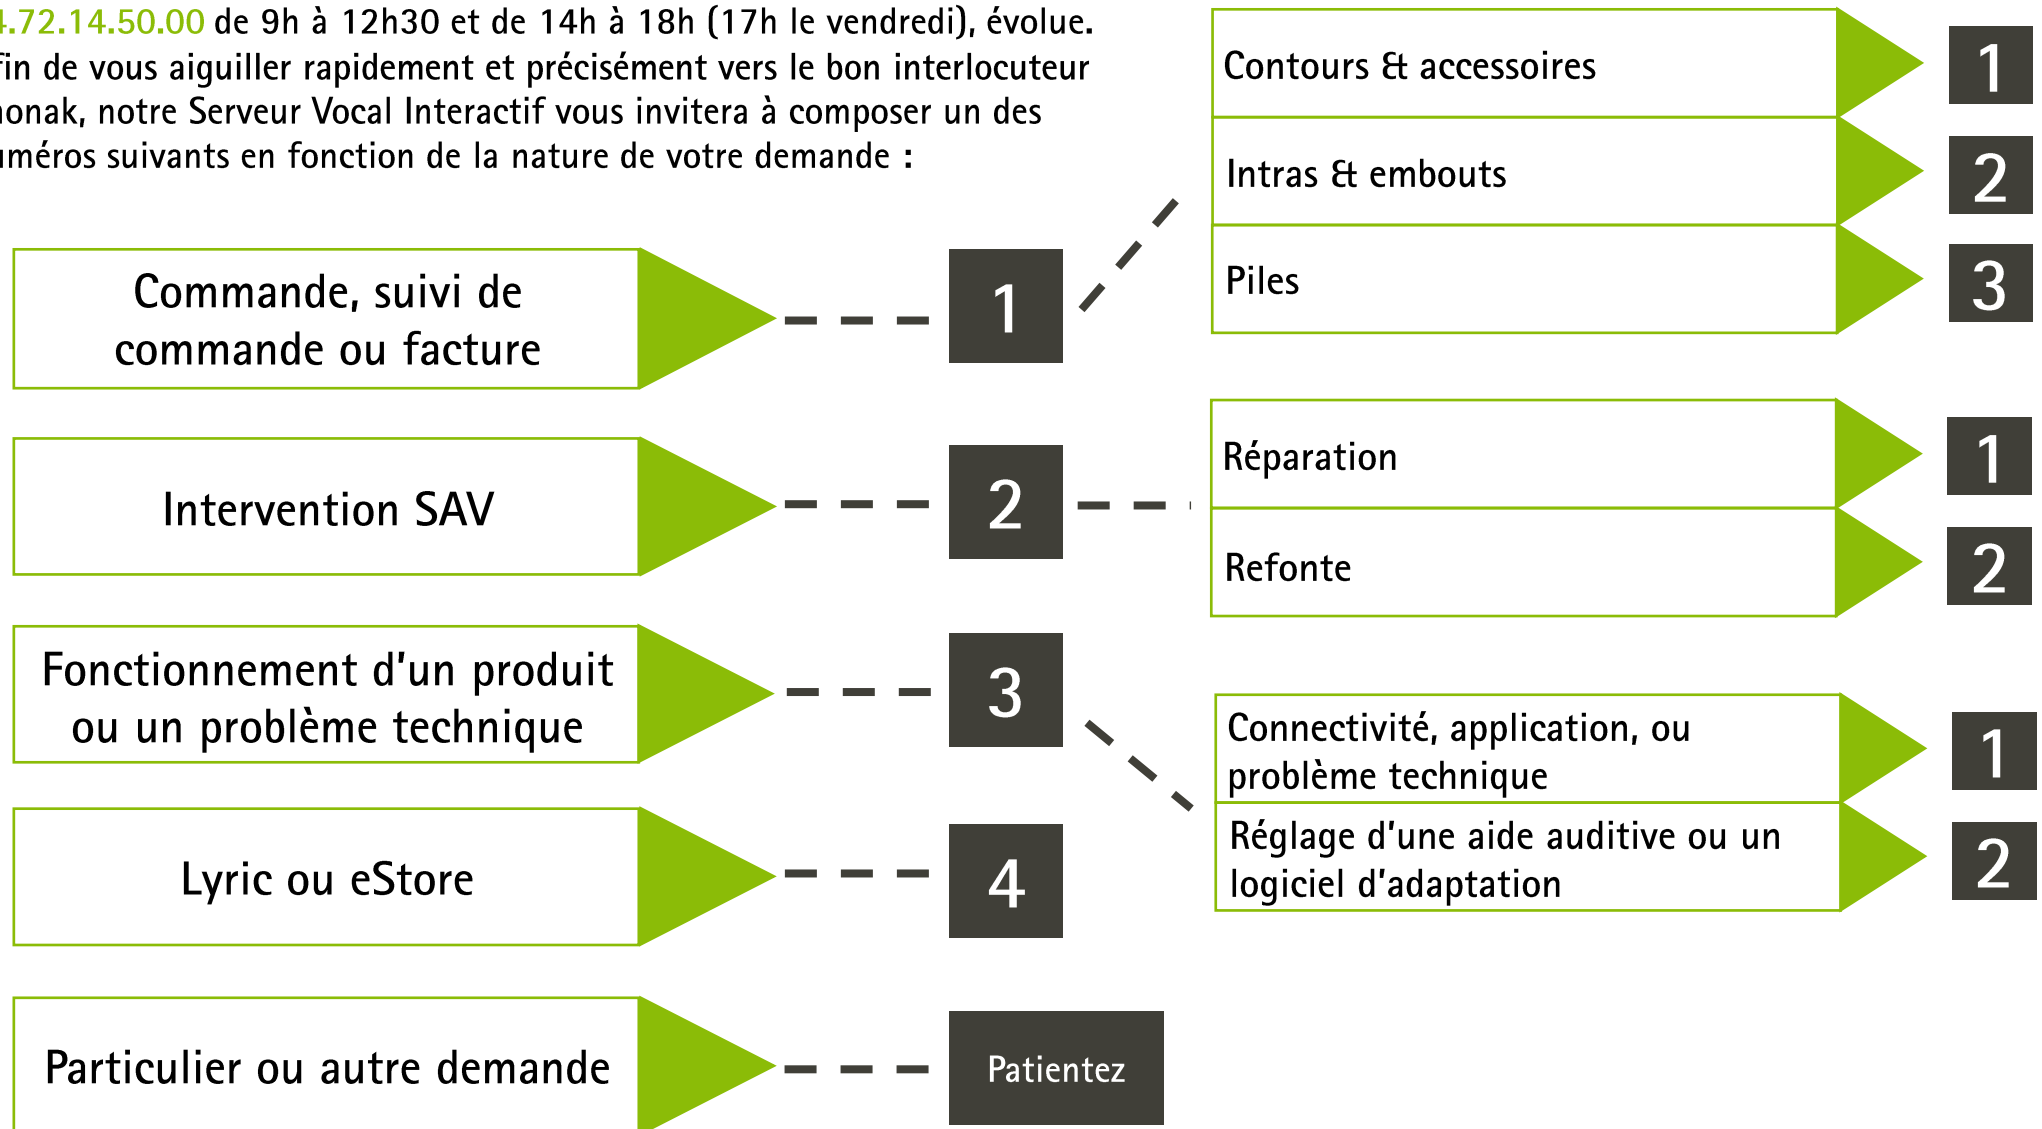 4.72.14.50.00 de 9h à 12h30 et de 14h à 18h (17h le vendredi), évolue.
fin de vous aiguiller rapidement et précisément vers le bon interlocuteur
honak, notre Serveur Vocal Interactif vous invitera à composer un des
uméros suivants en fonction de la nature de votre demande :
Commande, suivi de
commande ou facture
1
Contours & accessoires
1
Intras & embouts
2
Piles
3
Intervention SAV
2
Réparation
1
Refonte
2
Fonctionnement d'un produit
ou un problème technique
3
Connectivité, application, ou
problème technique
1
Réglage d'une aide auditive ou un
logiciel d'adaptation
2
Lyric ou eStore
4
Particulier ou autre demande
Patientez